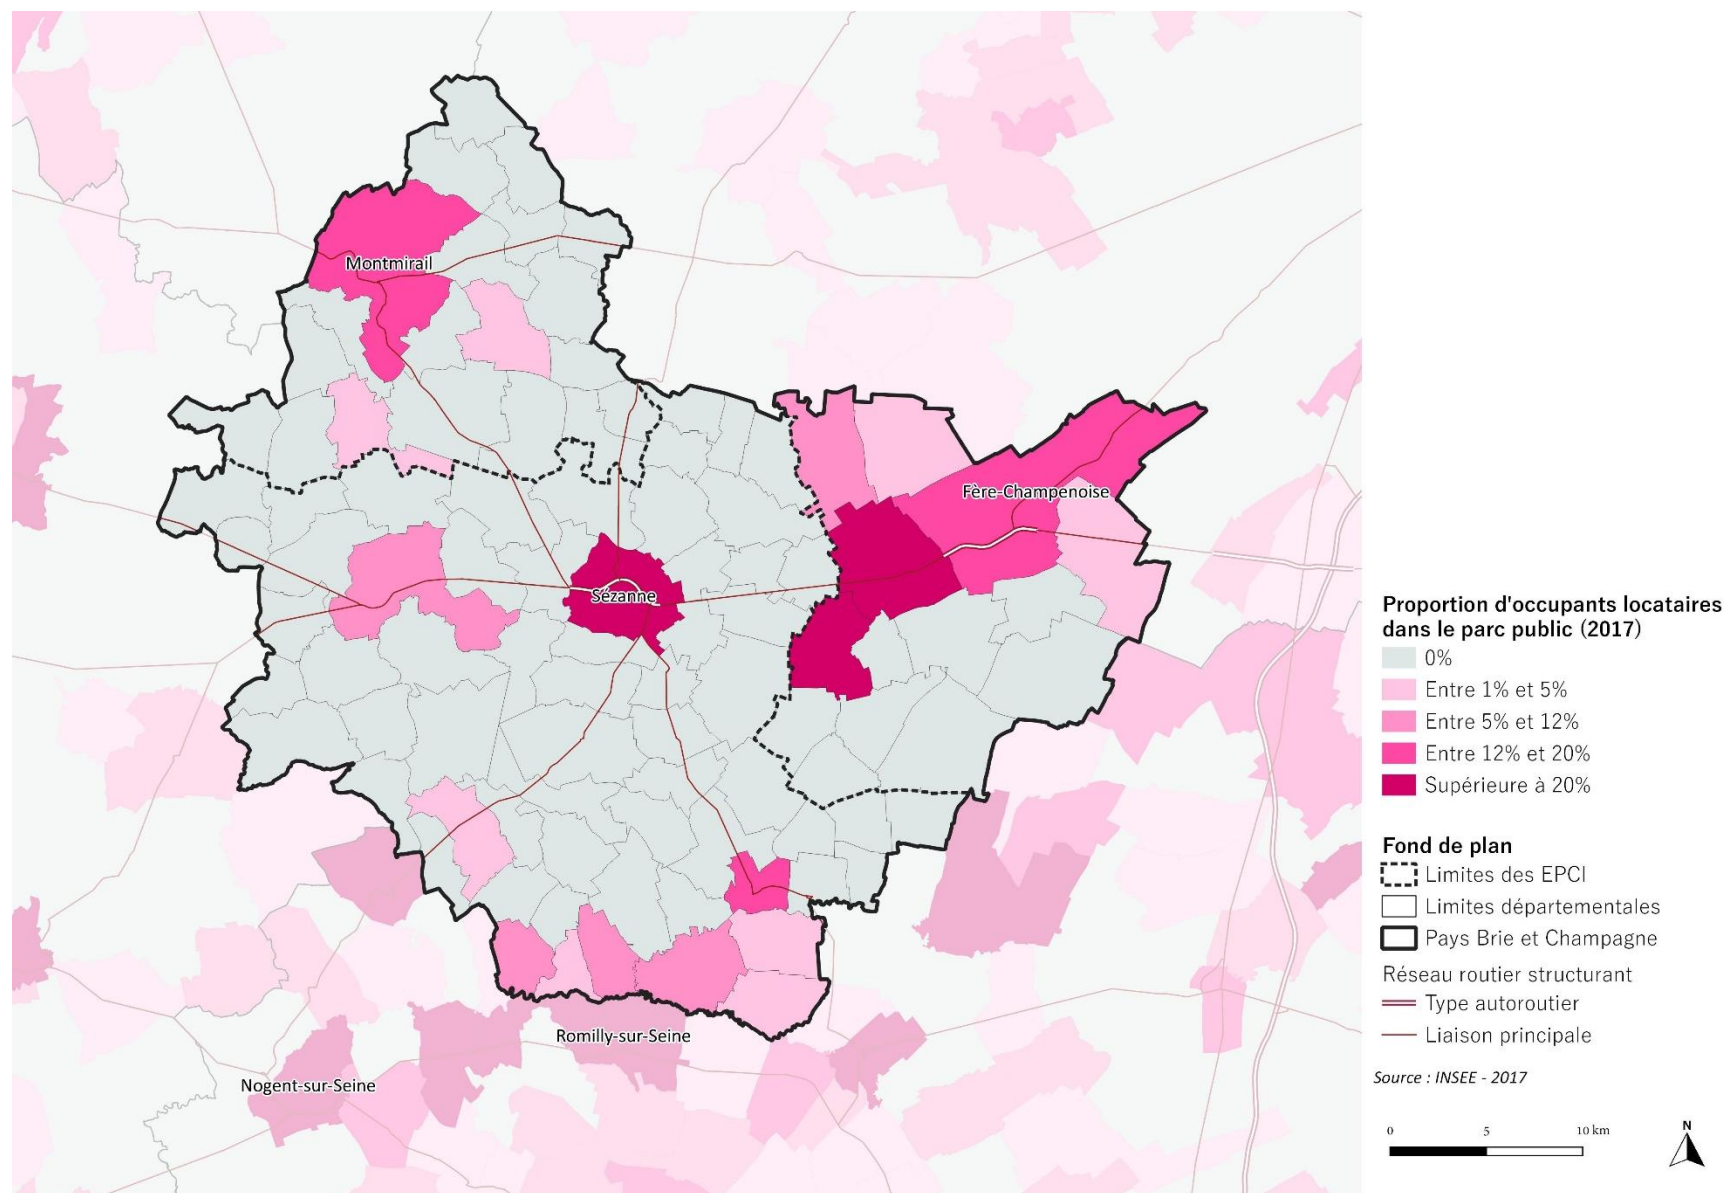 Montmirail
Fère-Champenoise
Sézanne
Romilly-sur-Seine
Nogent-sur-Seine
Proportion d'occupants locataires
dans le parc public (2017)
0%
Entre 1% et 5%
Entre 5% et 12%
Entre 12% et 20%
Supérieure à 20%
Fond de plan
Limites des EPCI
Limites départementales
Pays Brie et Champagne
Réseau routier structurant
Type autoroutier
Liaison principale
Source : INSEE - 2017
0 5 10 km
N